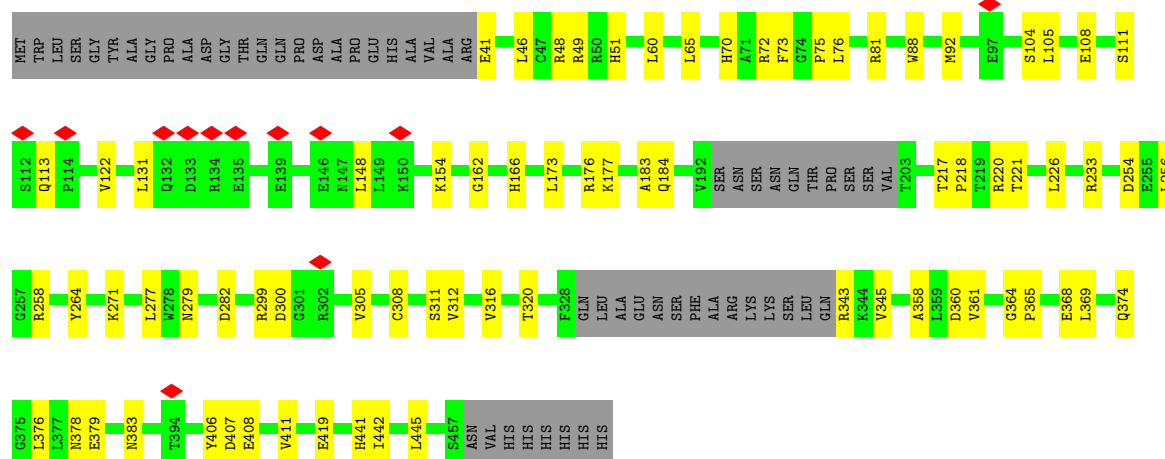 MET TRP LEU SER GLY TYR ALA GLY PRO ALA ASP GLY THR GLN GLN PRO ASP ALA PRO GLU HIS ALA VAL ALA ARG E41 L46 C47 R48 R49 R50 H51 L60 L65 H70 A71 R72 F73 G74 P75 L76 R81 W88 M92 E97 S104 L105 E108 S111
S112 Q113 P114 V122 L131 Q132 D133 R134 E135 E139 E146 N147 L148 L149 K150 K154 G162 H166 L173 R176 K177 A183 Q184 V192 SER ASN SER ASN GLN THR PRO SER SER VAL T203 T217 P218 T219 R220 T221 L226 R233 D254 E255 L256
G257 R258 Y264 K271 L277 W278 N279 D282 R299 D300 G301 R302 V305 C308 S311 V312 V316 T320 F328 GLN LEU ALA GLU ASN SER PHE ALA ARG LYS LYS SER LEU GLN R343 K344 V345 A358 L359 D360 V361 G364 P365 E368 L369 Q374
G375 L376 L377 N378 E379 N383 T394 Y406 D407 E408 V411 E419 H441 I442 L445 S457 ASN VAL HIS HIS HIS HIS HIS HIS